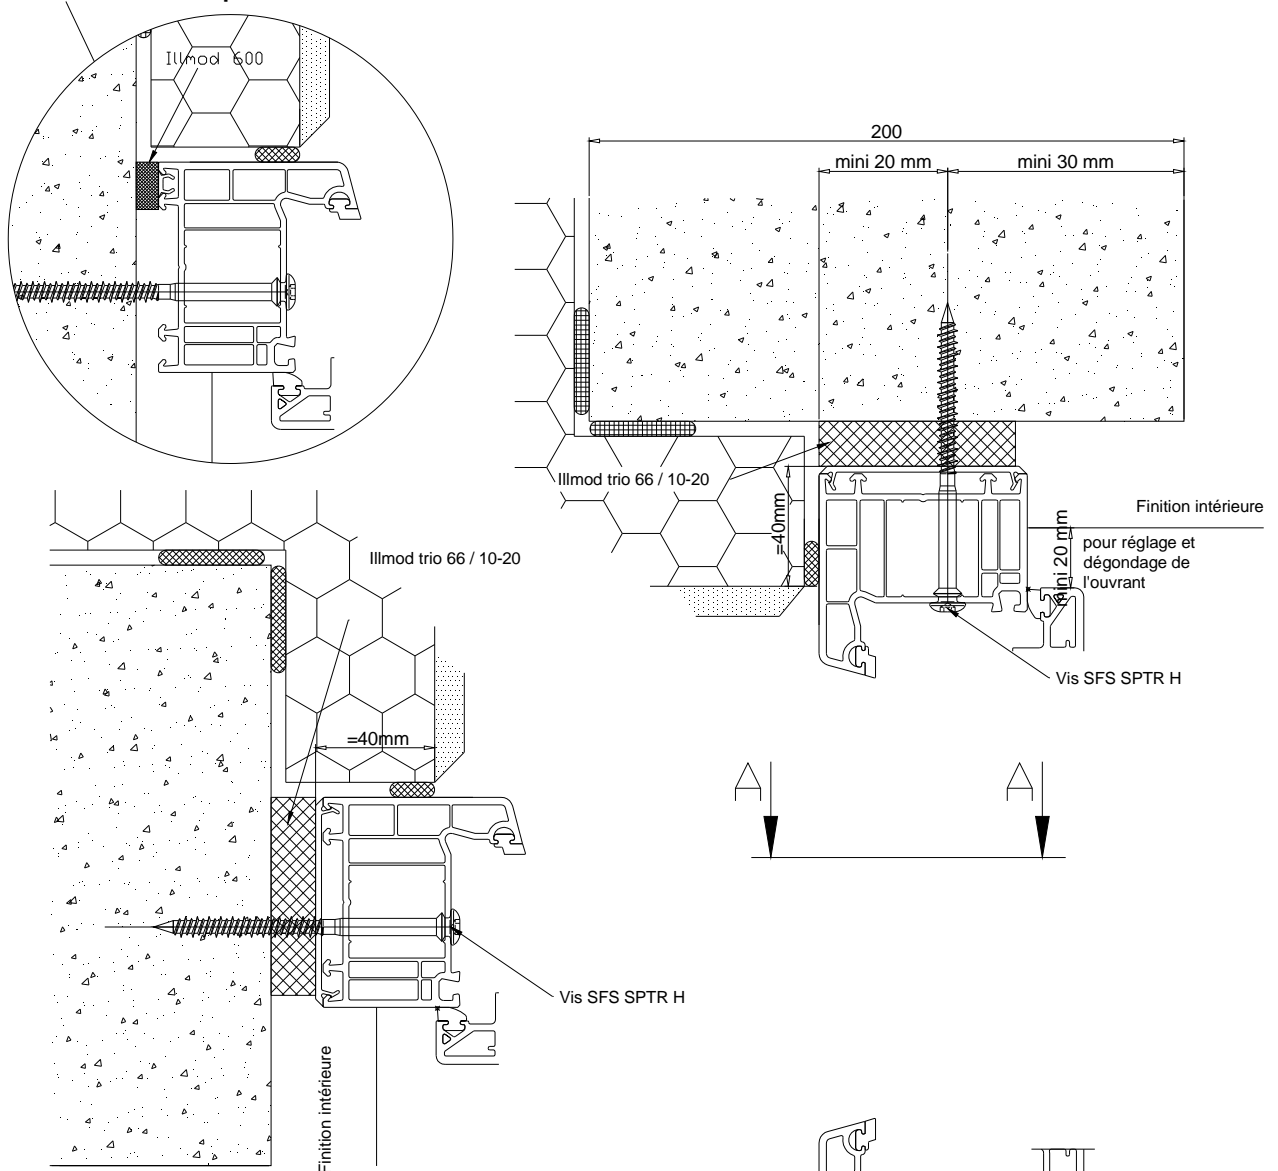 Illmod 600
200
mini 20 mm
mini 30 mm
Illmod trio 66 / 10-20
=40mm
Finition intérieure
mini 20 mm
pour réglage et
dégondage de
l'ouvrant
Vis SFS SPTR H
Illmod trio 66 / 10-20
=40mm
Vis SFS SPTR H
Finition intérieure
A
A